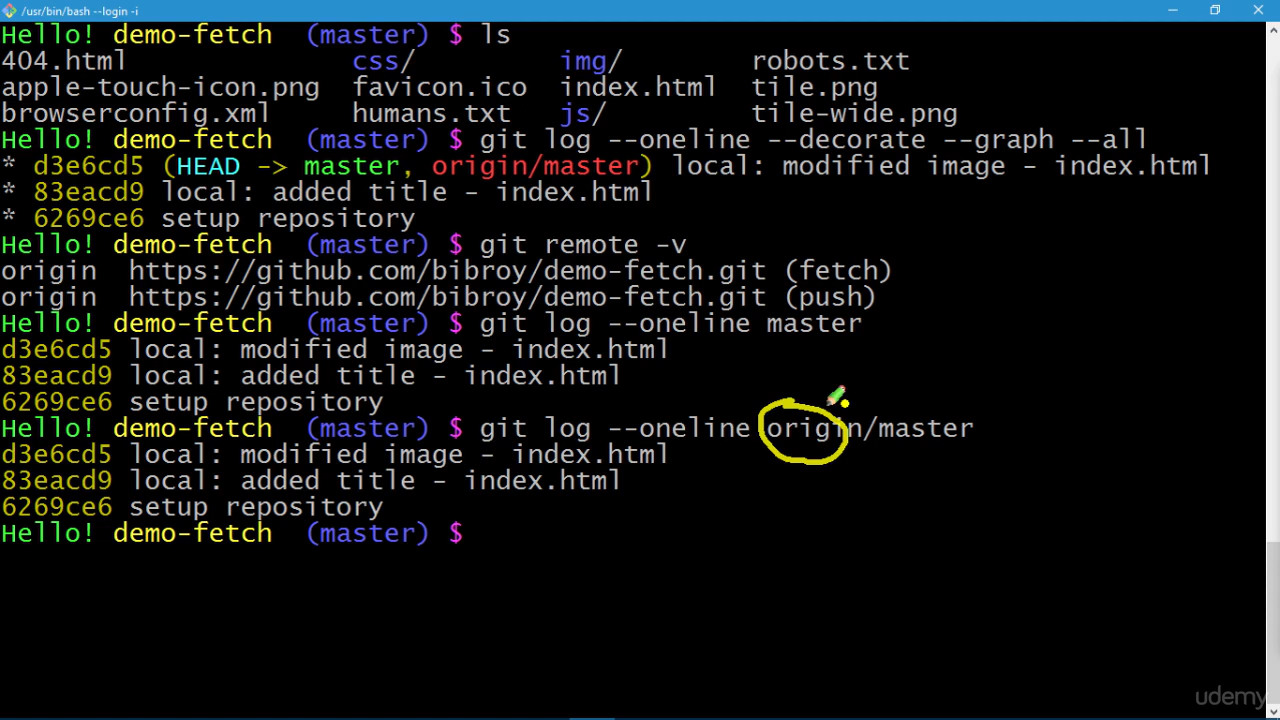 /usr/bin/bash --login -i
Hello! demo-fetch (master) $ ls
404.html css/ img/ robots.txt
apple-touch-icon.png favicon.ico index.html tile.png
browserconfig.xml humans.txt js/ tile-wide.png
Hello! demo-fetch (master) $ git log --oneline --decorate --graph --all
* d3e6cd5 (HEAD -> master, origin/master) local: modified image - index.html
* 83eacd9 local: added title - index.html
* 6269ce6 setup repository
Hello! demo-fetch (master) $ git remote -v
origin https://github.com/bibroy/demo-fetch.git (fetch)
origin https://github.com/bibroy/demo-fetch.git (push)
Hello! demo-fetch (master) $ git log --oneline master
d3e6cd5 local: modified image - index.html
83eacd9 local: added title - index.html
6269ce6 setup repository
Hello! demo-fetch (master) $ git log --oneline origin/master
d3e6cd5 local: modified image - index.html
83eacd9 local: added title - index.html
6269ce6 setup repository
Hello! demo-fetch (master) $
udemy